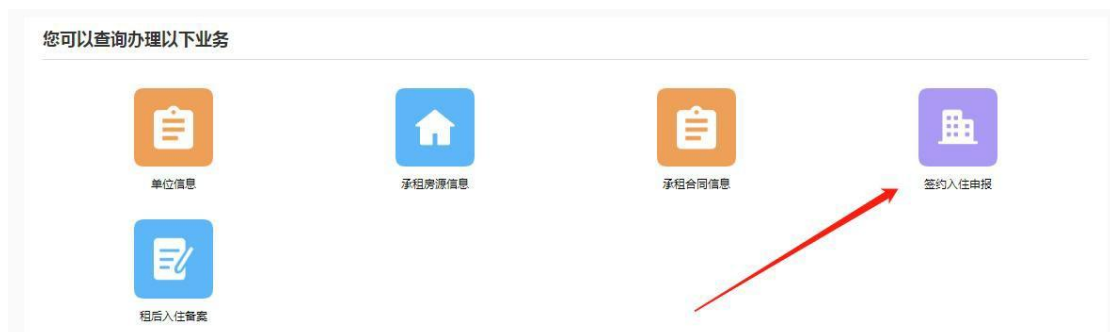 您可以查询办理以下业务
单位信息
承租房源信息
承租合同信息
签约入住申报
租后入住备案